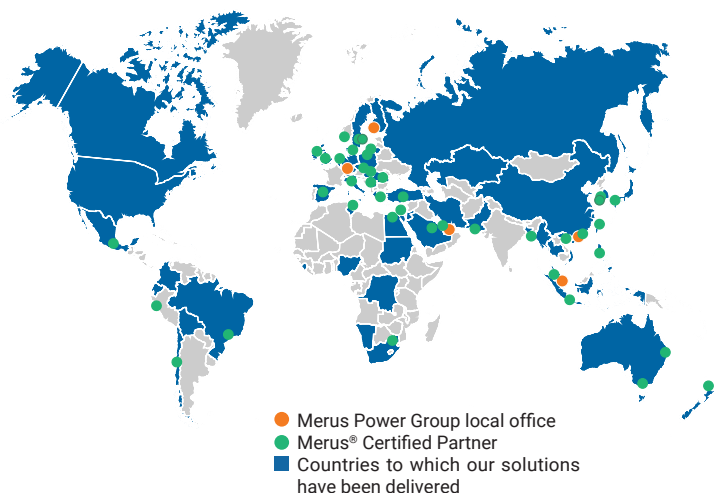 Merus Power Group local office
Merus® Certified Partner
Countries to which our solutions
have been delivered